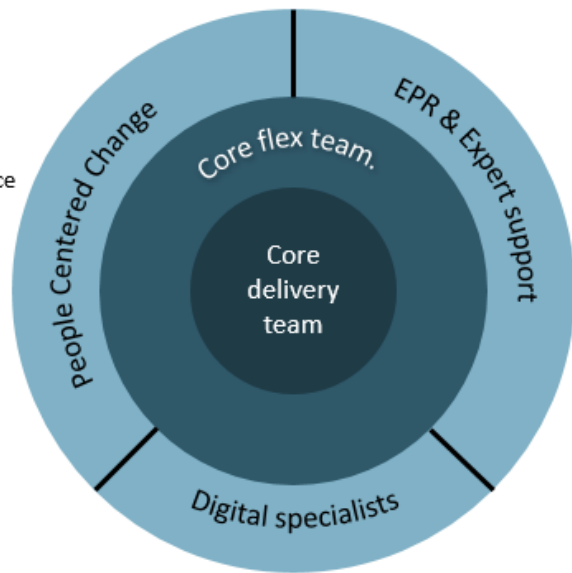 EPR & Expert support
People Centered Change
Core flex team.
Core
delivery
team
Digital specialists